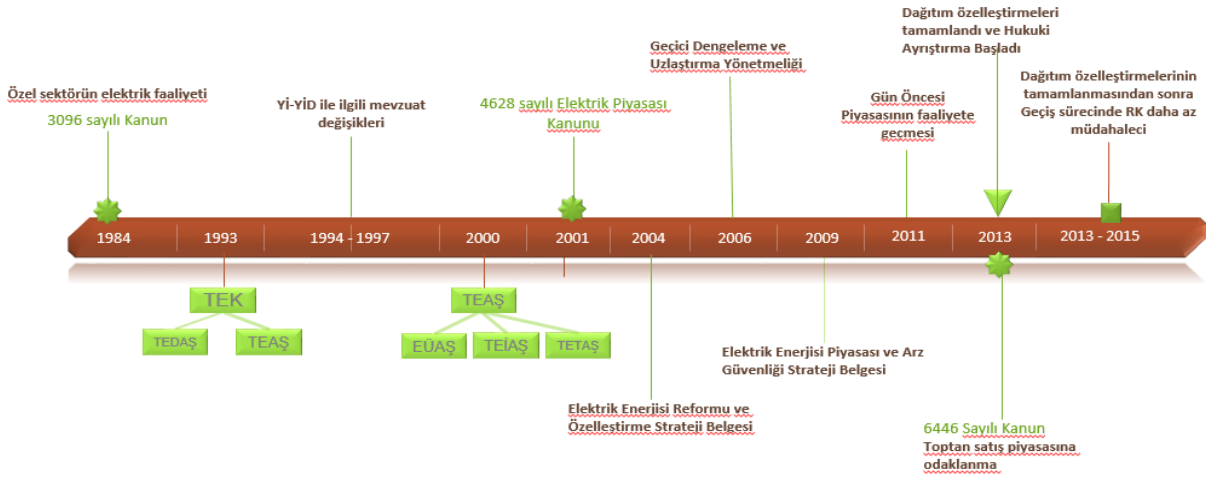 Özel sektörün elektrik faaliyeti
3096 sayılı Kanun
Yİ-YİD ile ilgili mevzuat
değişikleri
4628 sayılı Elektrik Piyasası
Kanunu
Geçici Dengeleme ve
Uzlaştırma Yönetmeliği
Gün Öncesi
Piyasasının faaliyete
geçmesi
Dağıtım özelleştirmeleri
tamamlandı ve Hukuki
Ayrıştırma Başladı
Dağıtım özelleştirmelerinin
tamamlanmasından sonra
Geçiş sürecinde RK daha az
müdahaleci
1984
1993
1994 - 1997
2000
2001
2004
2006
2009
2011
2013
2013 - 2015
TEK
TEDAŞ
TEAŞ
TEAŞ
EÜAŞ
TEİAŞ
TETAŞ
Elektrik Enerjisi Reformu ve
Özelleştirme Strateji Belgesi
Elektrik Enerjisi Piyasası ve Arz
Güvenliği Strateji Belgesi
6446 Sayılı Kanun
Toptan satış piyasasına
odaklanma